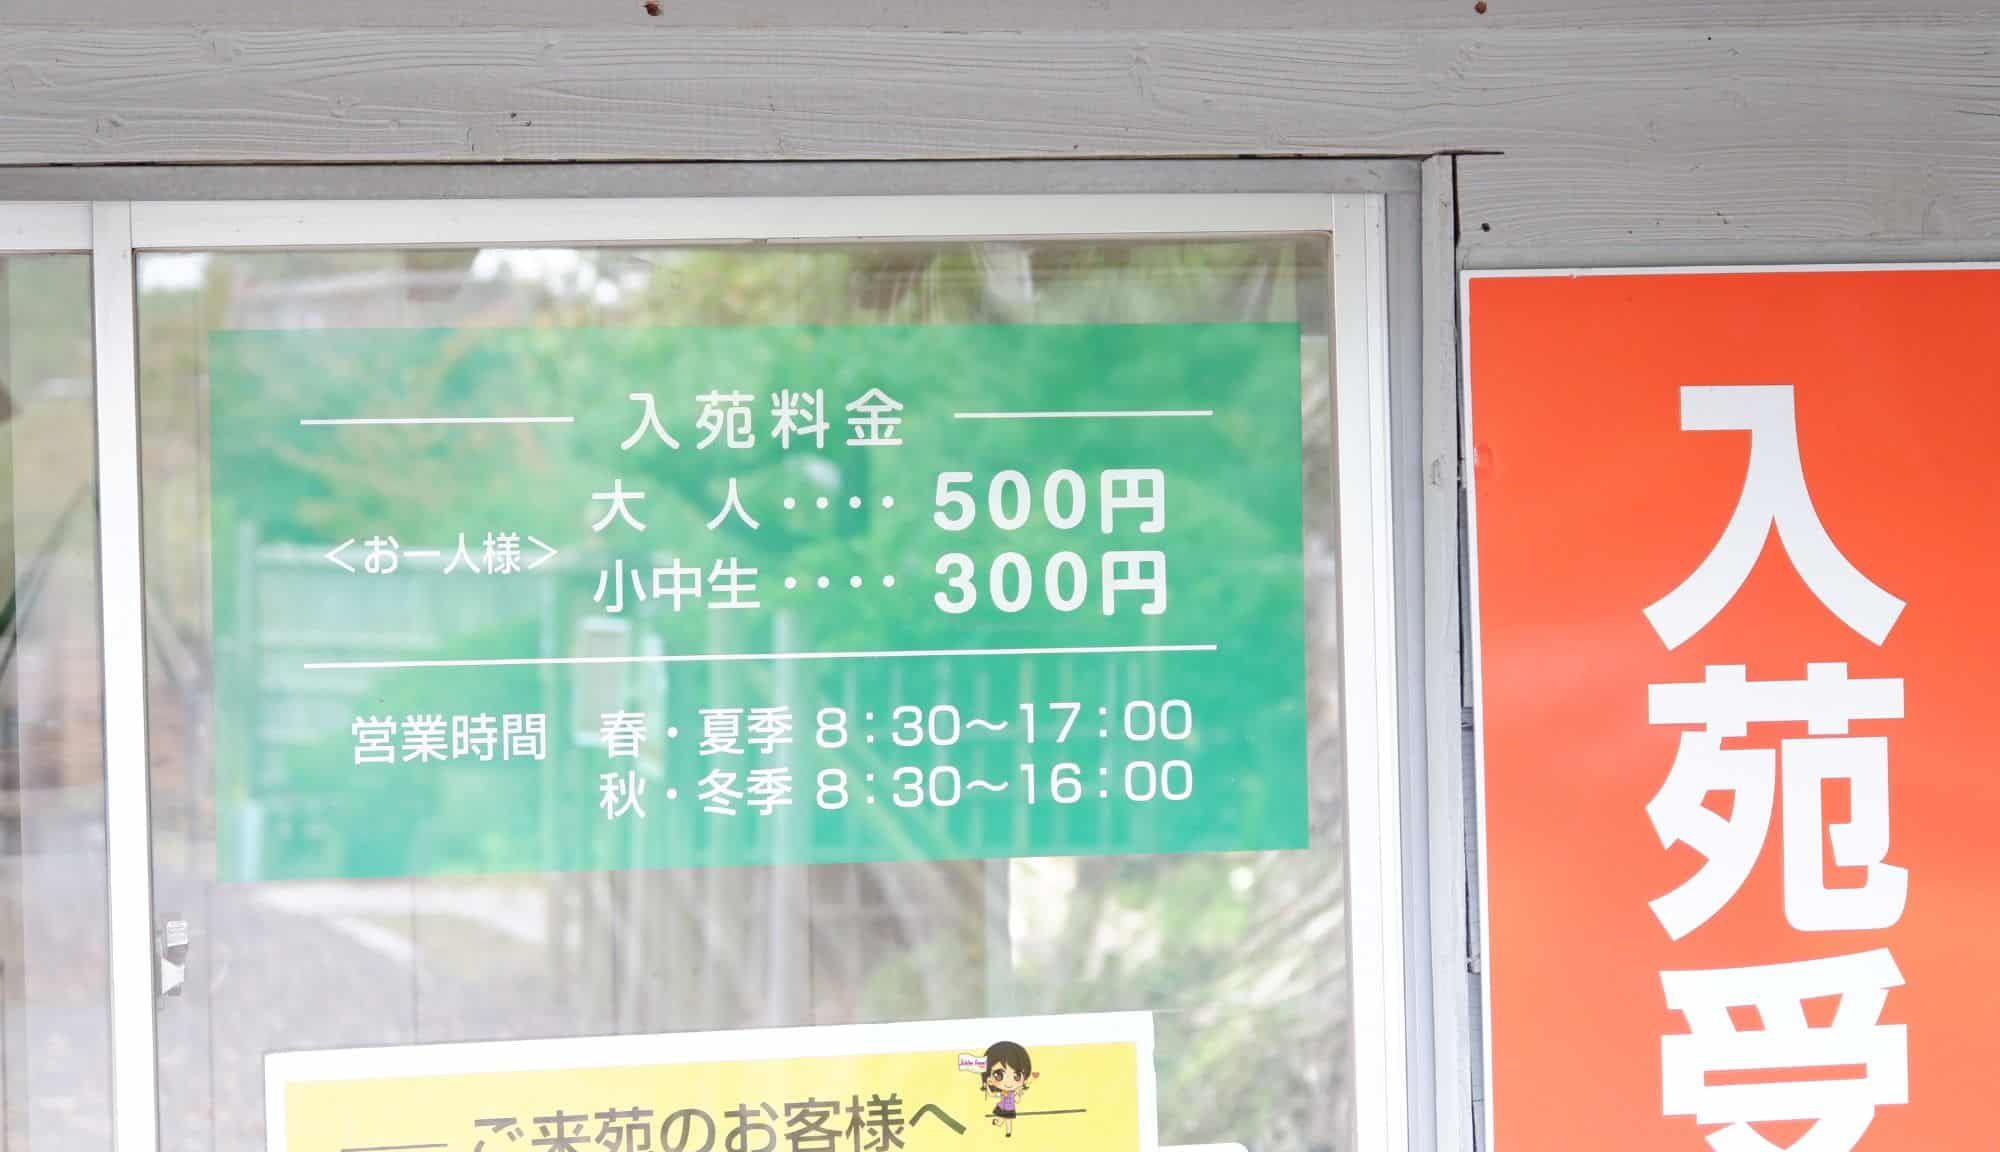 入苑料金
<お一人様>
大　人・・・・500円
小中生・・・・300円
営業時間　春・夏季 8：30～17：00
秋・冬季 8：30～16：00
ご来苑のお客様へ
入苑受